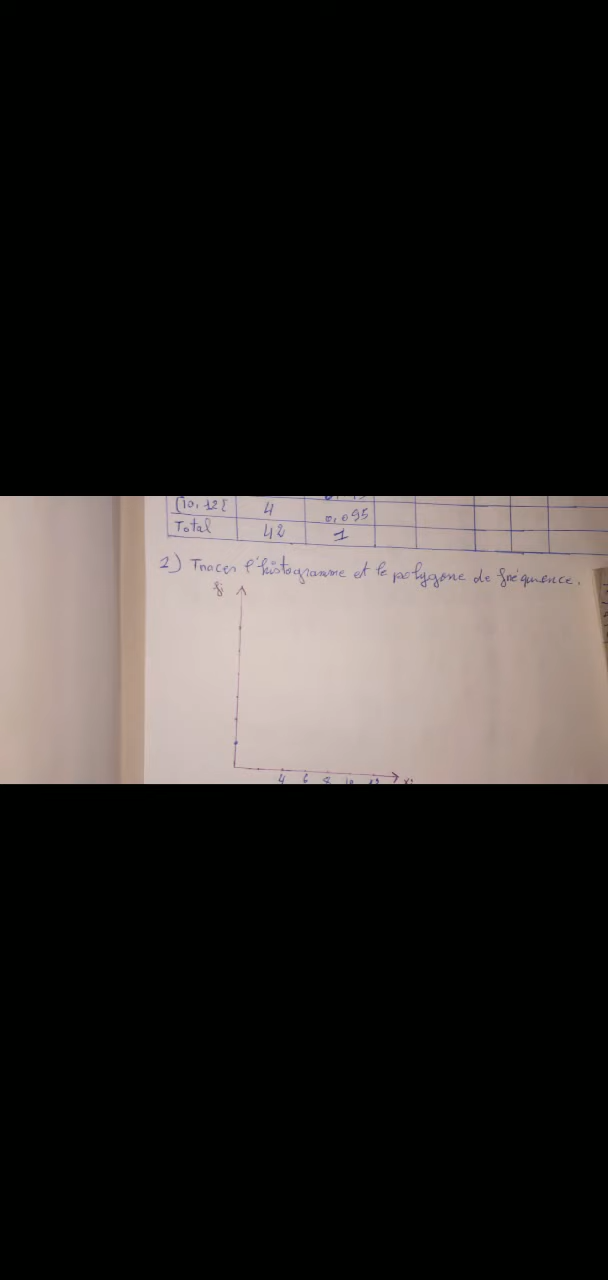 [10, 12[ 4 0,095
Total 42 1
2) Tracer l'histogramme et le polygone de fréquence.
fi
4 6 8 10 12 xi